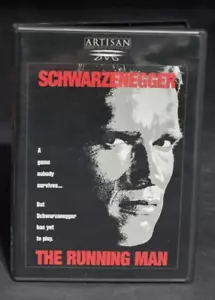 ARTISAN
SCHWARZENEGGER
A
game
nobody
survives...
But
Schwarzenegger
has yet
to play.
THE RUNNING MAN